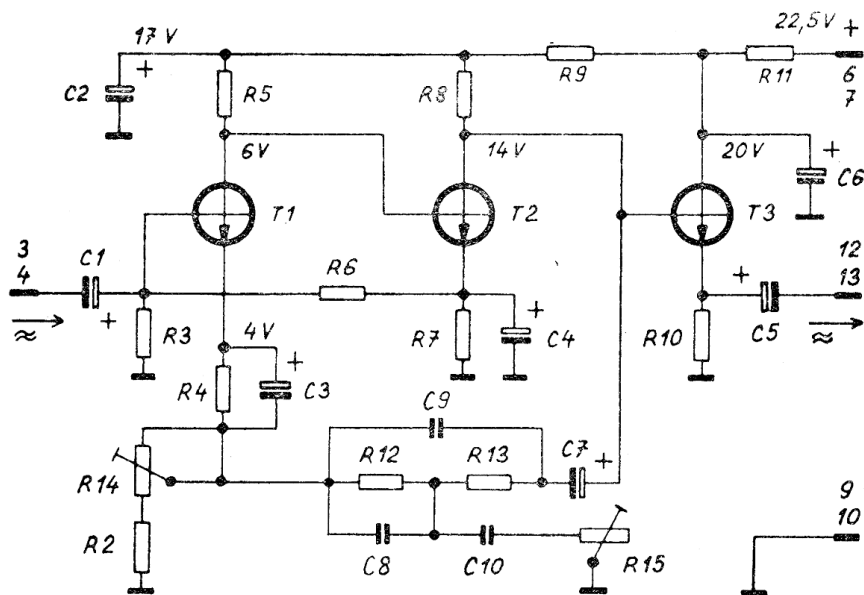 22,5V +
17 V
+
C2
R5
R8
R9
R11
6
7
6V
14V
20V
+
C6
T1
T2
T3
3
4
C1
+
≈
R3
4V
R6
R7
+
C4
+
12
13
C5
≈
R10
R4
+
C3
C9
R12
R13
C7
+
R14
9
10
R2
C8
C10
R15